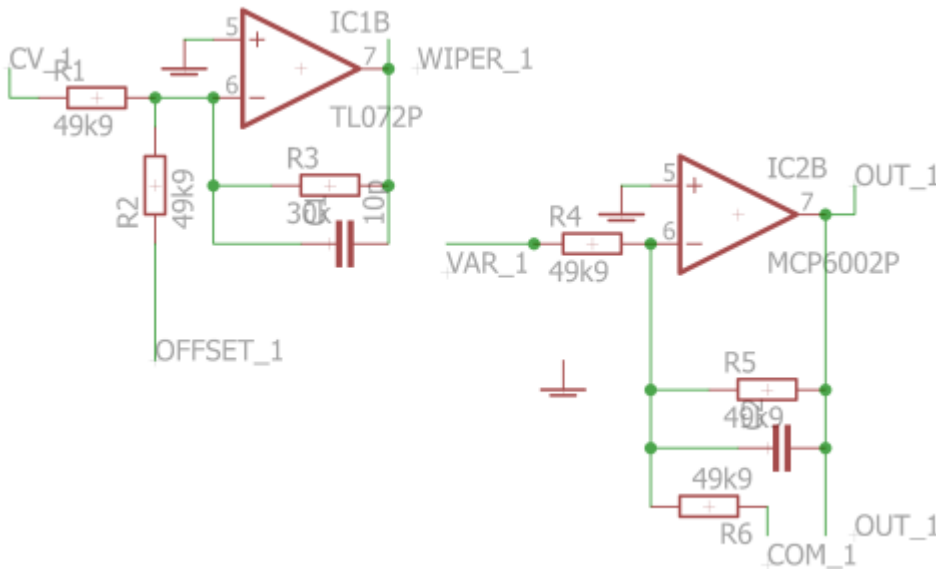 IC1B
5
+
7
WIPER_1
CV_1
R1
6
−
49k9
TL072P
R3
30k
10n
R2
49k9
IC2B
5
+
7
OUT_1
R4
6
−
VAR_1
49k9
MCP6002P
OFFSET_1
R5
49k9
49k9
R6
OUT_1
COM_1